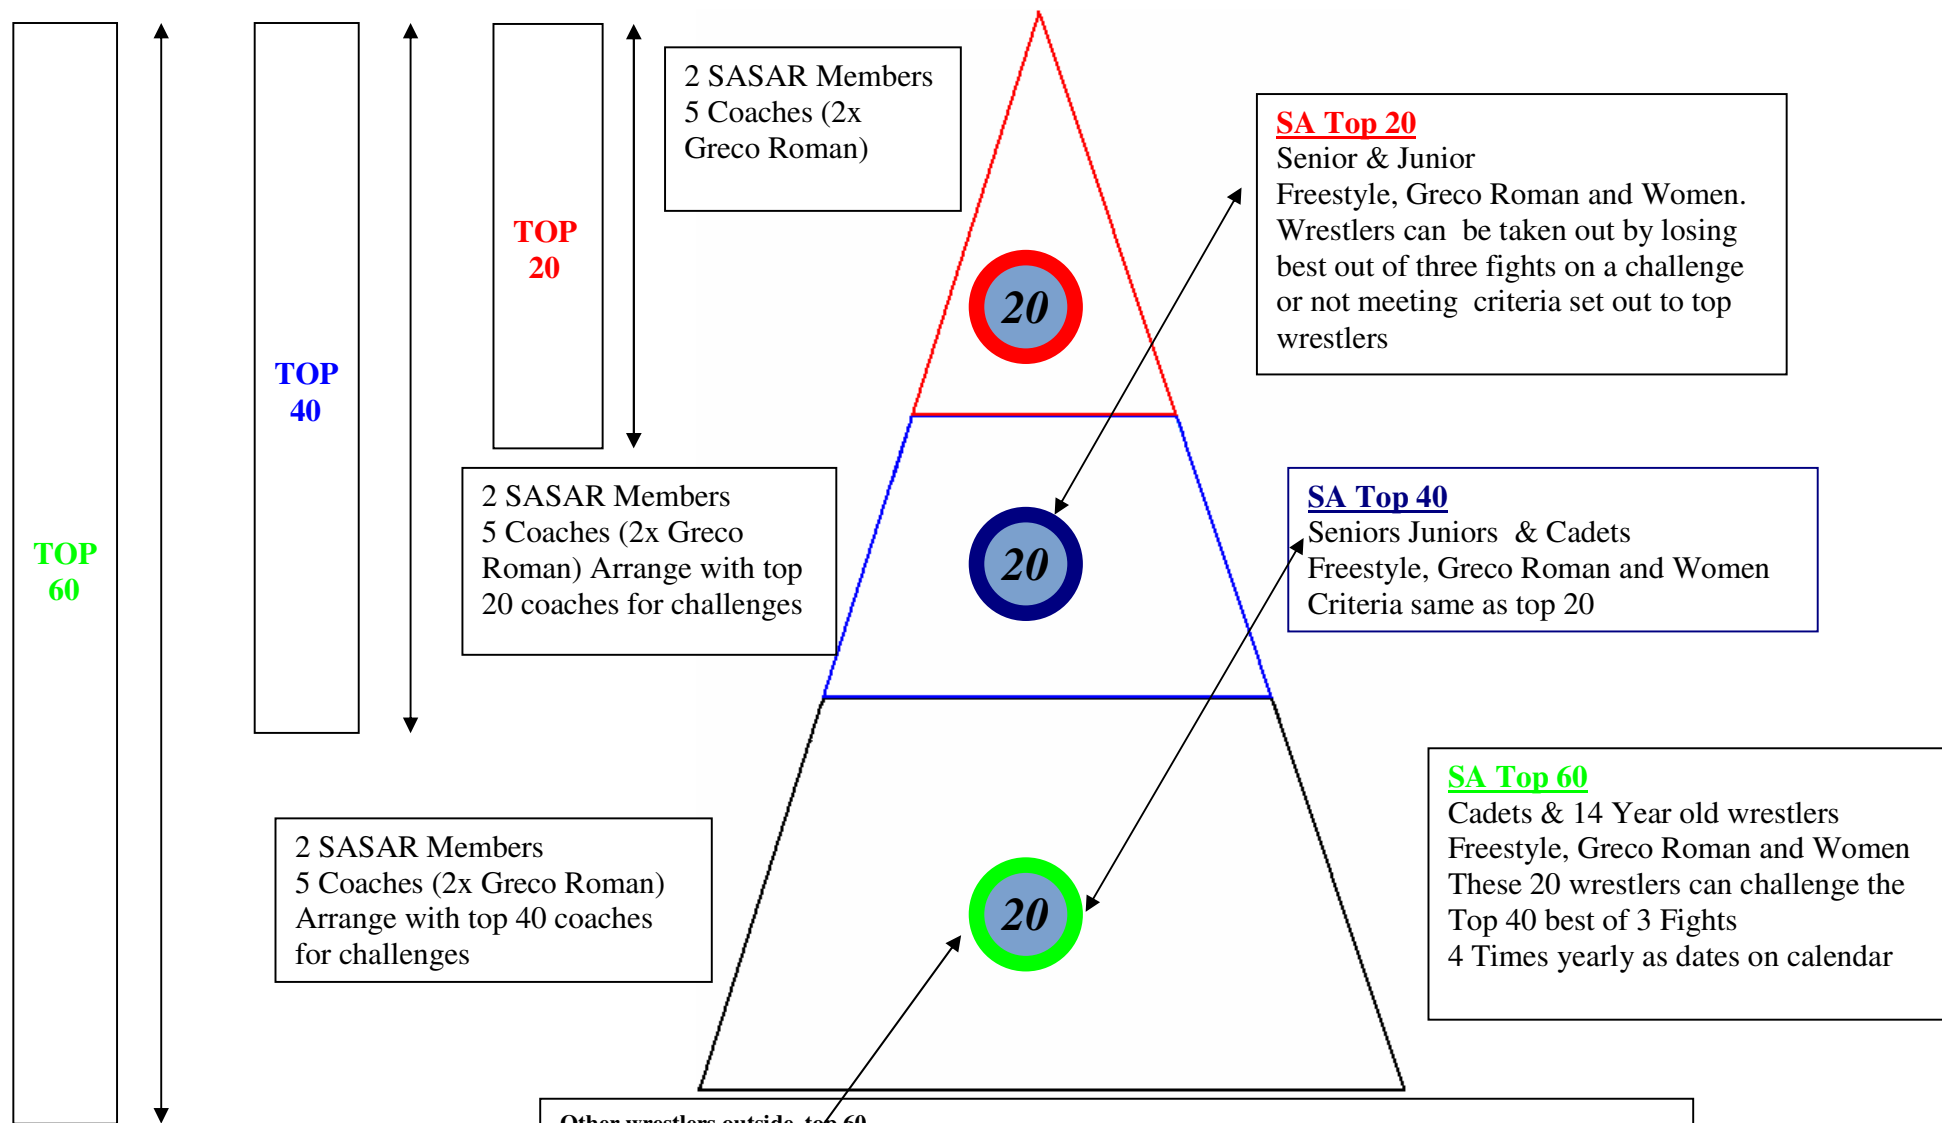 2 SASAR Members
5 Coaches (2x
Greco Roman)
SA Top 20
Senior & Junior
Freestyle, Greco Roman and Women.
Wrestlers can  be taken out by losing
best out of three fights on a challenge
or not meeting  criteria set out to top
wrestlers
TOP
20
20
TOP
40
2 SASAR Members
5 Coaches (2x Greco
Roman) Arrange with top
20 coaches for challenges
20
SA Top 40
Seniors Juniors  & Cadets
Freestyle, Greco Roman and Women
Criteria same as top 20
TOP
60
2 SASAR Members
5 Coaches (2x Greco Roman)
Arrange with top 40 coaches
for challenges
20
SA Top 60
Cadets & 14 Year old wrestlers
Freestyle, Greco Roman and Women
These 20 wrestlers can challenge the
Top 40 best of 3 Fights
4 Times yearly as dates on calendar
Other wrestlers outside  top 60